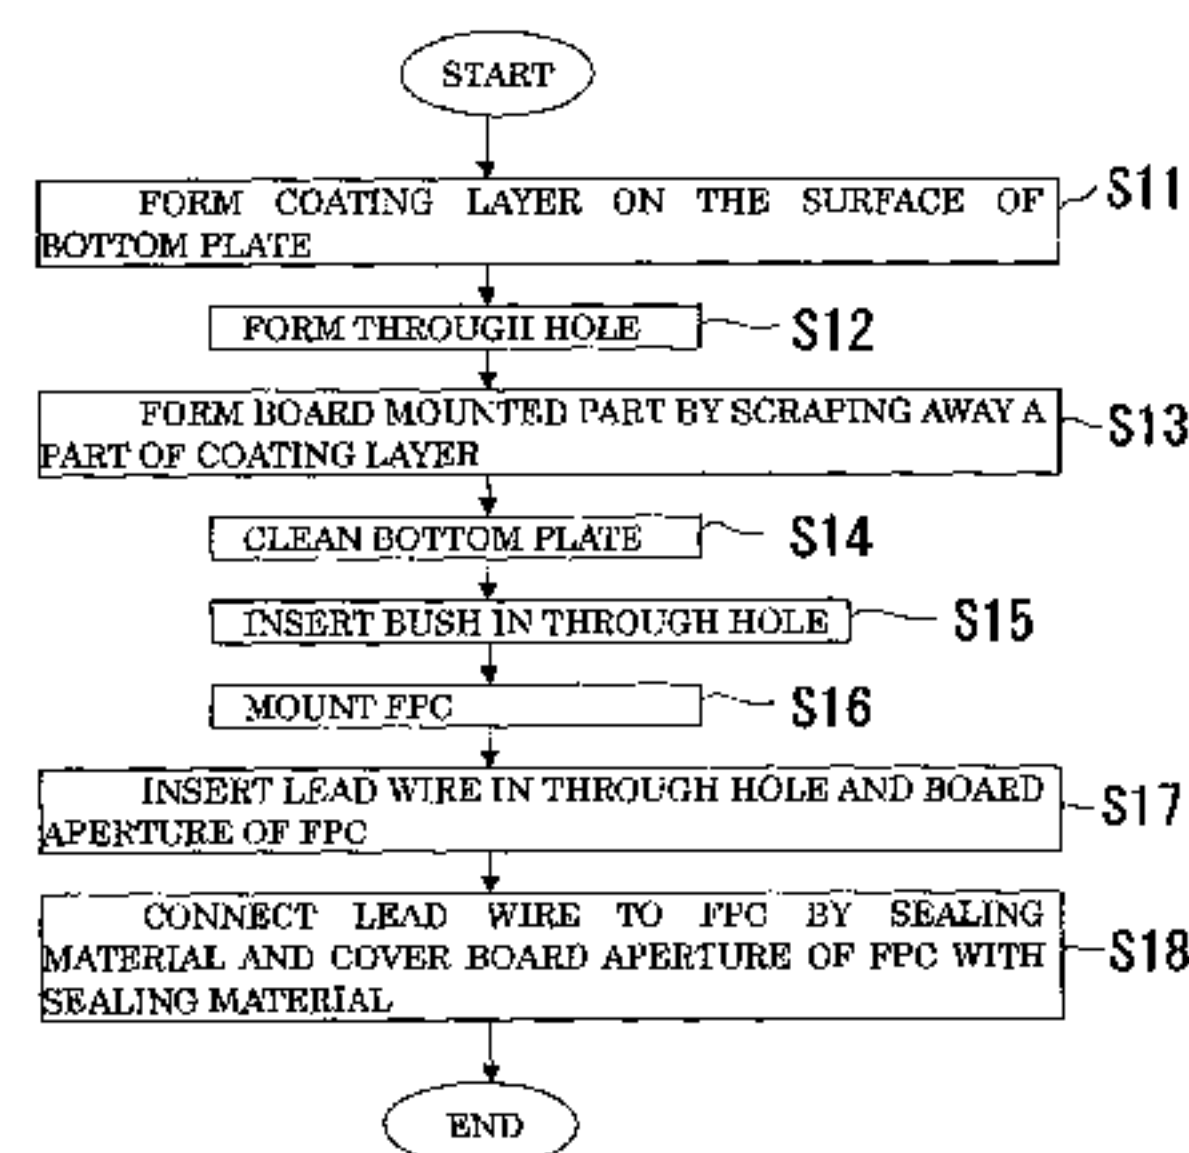 START
FORM COATING LAYER ON THE SURFACE OF
BOTTOM PLATE
S11
FORM THROUGH HOLE
S12
FORM BOARD MOUNTED PART BY SCRAPING AWAY A
PART OF COATING LAYER
S13
CLEAN BOTTOM PLATE
S14
INSERT BUSH IN THROUGH HOLE
S15
MOUNT FPC
S16
INSERT LEAD WIRE IN THROUGH HOLE AND BOARD
APERTURE OF FPC
S17
CONNECT LEAD WIRE TO FPC BY SEALING
MATERIAL AND COVER BOARD APERTURE OF FPC WITH
SEALING MATERIAL
S18
END